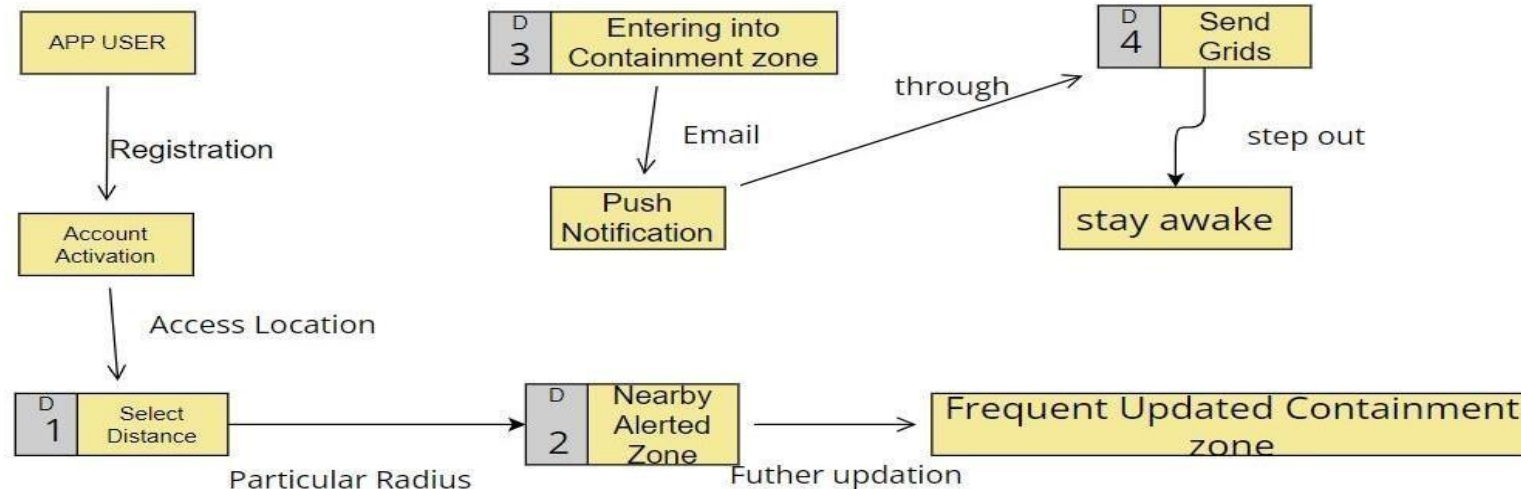 APP USER
D
3
Entering into
Containment zone
D
4
Send
Grids
through
Registration
Email
step out
Account
Activation
Push
Notification
stay awake
Access Location
D
1
Select
Distance
D
2
Nearby
Alerted
Zone
Frequent Updated Containment
zone
Particular Radius
Futher updation